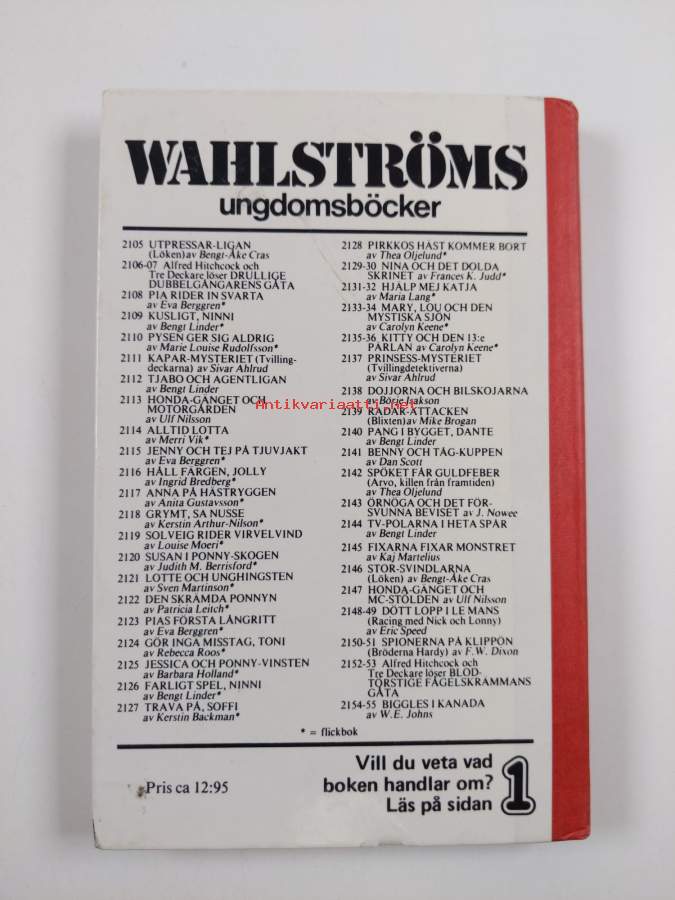 WAHLSTRÖMS
ungdomsböcker
2105 UTPRESSAR-LIGAN
(Löken) av Bengt-Åke Cras
2106-07 Alfred Hitchcock och
Tre Deckare löser DRULLIGE
DUBBELGÅNGARENS GÅTA
2108 PIA RIDER IN SVARTA
av Eva Berggren*
2109 KUSLIGT, NINNI
av Bengt Linder*
2110 PYSEN GER SIG ALDRIG
av Marie Louise Rudolfsson*
2111 KAPAR-MYSTERIET (Tvilling-
deckarna) av Sivar Ahlrud
2112 TJABO OCH AGENTLIGAN
av Bengt Linder
2113 HONDA-GÄNGET OCH
MOTORGÅRDEN
av Ulf Nilsson
2114 ALLTID LOTTA
av Merri Vik*
2115 JENNY OCH TEJ PÅ TJUVJAKT
av Eva Berggren*
2116 HÅLL FÄRGEN, JOLLY
av Ingrid Bredberg*
2117 ANNA PÅ HÄSTRYGGEN
av Anita Gustavsson*
2118 GRYMT, SA NUSSE
av Kerstin Arthur-Nilson*
2119 SOLVEIG RIDER VIRVELVIND
av Louise Moeri*
2120 SUSAN I PONNY-SKOGEN
av Judith M. Berrisford*
2121 LOTTE OCH UNGHINGSTEN
av Sven Martinson*
2122 DEN SKRÄMDA PONNYN
av Patricia Leitch*
2123 PIAS FÖRSTA LÅNGRITT
av Eva Berggren*
2124 GÖR INGA MISSTAG, TONI
av Rebecca Roos*
2125 JESSICA OCH PONNY-VINSTEN
av Barbara Holland*
2126 FARLIGT SPEL, NINNI
av Bengt Linder*
2127 TRAVA PÅ, SOFFI
av Kerstin Backman*
2128 PIRKKOS HÄST KOMMER BORT
av Thea Oljelund*
2129-30 NINA OCH DET DOLDA
SKRINET av Frances K. Judd*
2131-32 HJÄLP MEJ KATJA
av Maria Lang*
2133-34 MARY, LOU OCH DEN
MYSTISKA SJÖN
av Carolyn Keene*
2135-36 KITTY OCH DEN 13:e
PÄRLAN av Carolyn Keene*
2137 PRINSESS-MYSTERIET
(Tvillingdetektiverna)
av Sivar Ahlrud
2138 DOJJORNA OCH BILSKOJARNA
av Börje Isakson
2139 RADAR-ATTACKEN
(Blixten) av Mike Brogan
2140 PANG I BYGGET, DANTE
av Bengt Linder
2141 BENNY OCH TÅG-KUPPEN
av Dan Scott
2142 SPÖKET FÅR GULDFEBER
(Arvo, killen från framtiden)
av Thea Oljelund
2143 ÖRNÖGA OCH DET FÖR-
SVUNNA BEVISET av J. Nowee
2144 TV-POLARNA I HETA SPÅR
av Bengt Linder
2145 FIXARNA FIXAR MONSTRET
av Kaj Martelius
2146 STOR-SVINDLARNA
(Löken) av Bengt-Åke Cras
2147 HONDA-GÄNGET OCH
MC-STÖLDEN av Ulf Nilsson
2148-49 DÖTT LOPP I LE MANS
(Racing med Nick och Lonny)
av Eric Speed
2150-51 SPIONERNA PÅ KLIPPÖN
(Bröderna Hardy) av F.W. Dixon
2152-53 Alfred Hitchcock och
Tre Deckare löser BLOD-
TÖRSTIGE FÅGELSKRÄMMANS
GÅTA
2154-55 BIGGLES I KANADA
av W.E. Johns
* = flickbok
Antikvariaatti.net
Pris ca 12:95
Vill du veta vad
boken handlar om?
Läs på sidan 1